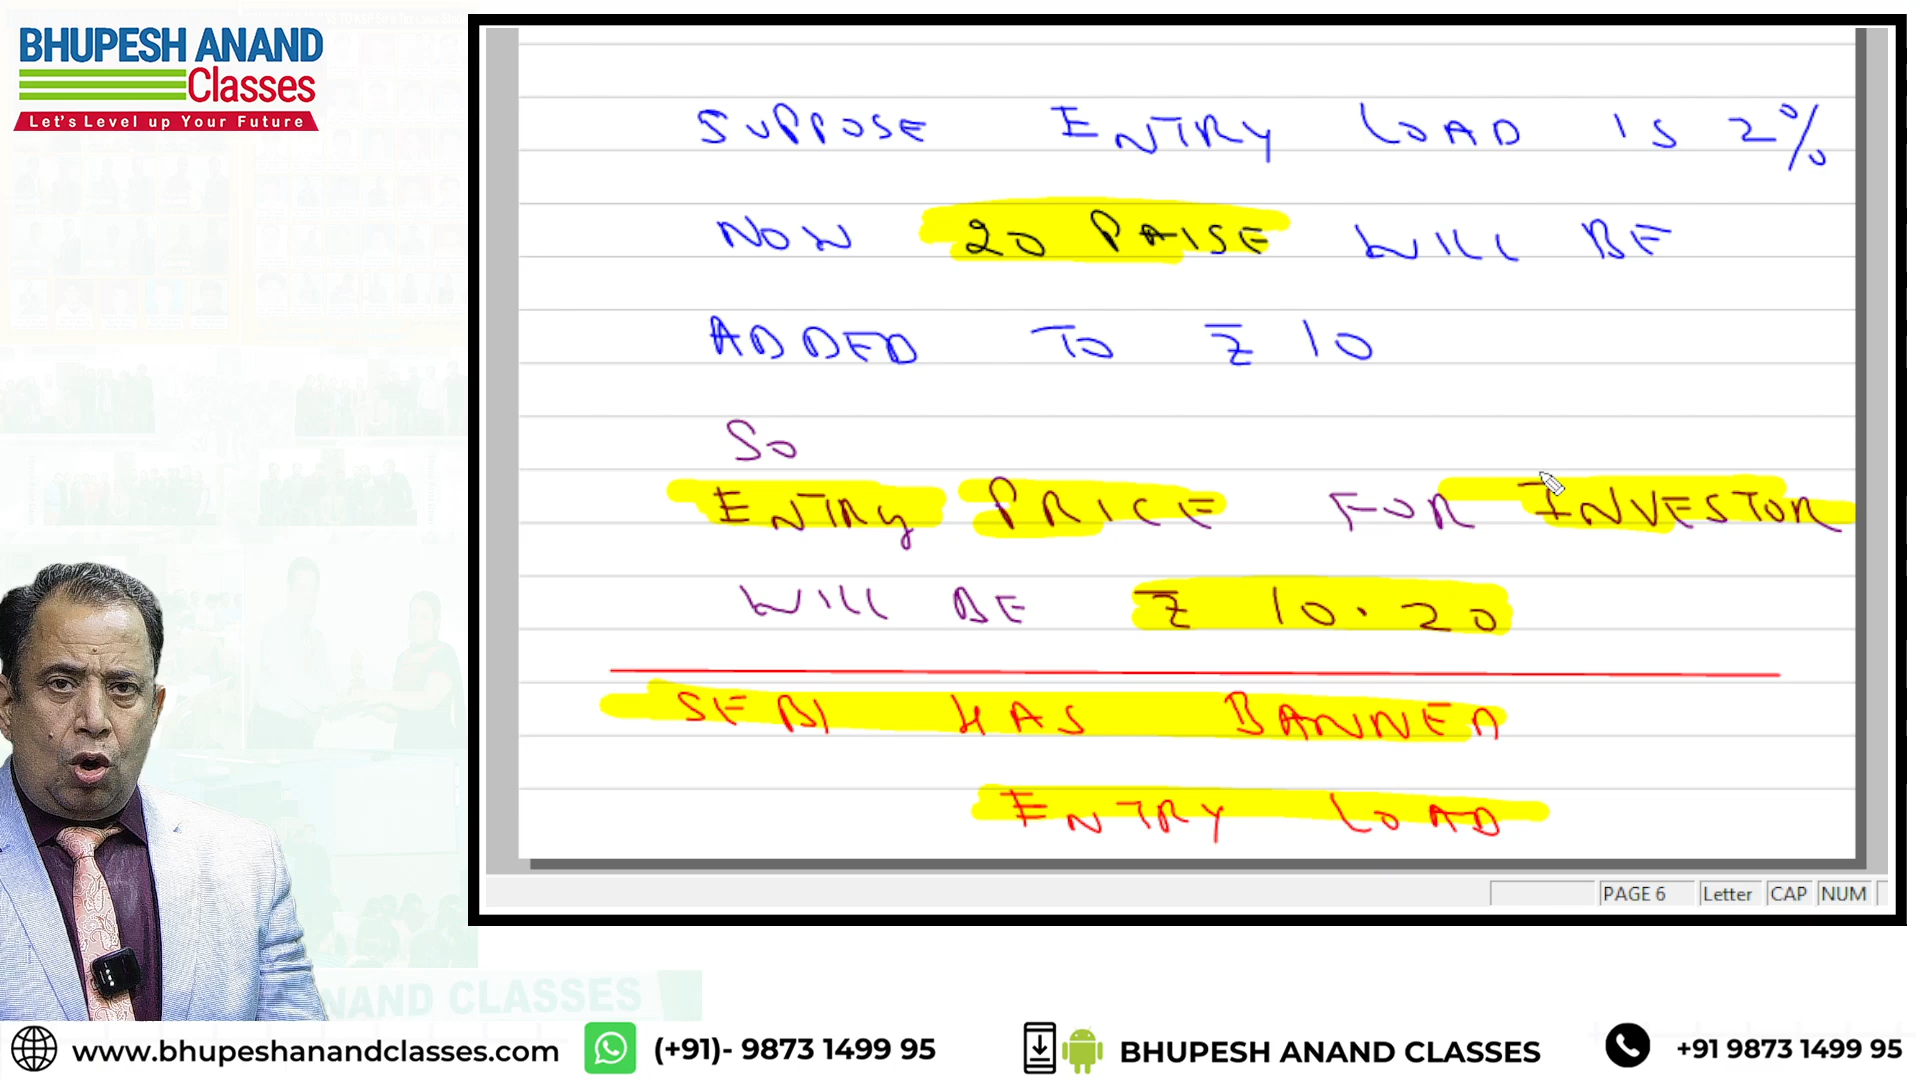 BHUPESH ANAND
Classes
Let's Level up Your Future
SUPPOSE ENTRY LOAD IS 2%
NOW 20 PAISE WILL BE
ADDED TO ₹ 10
SO
ENTRY PRICE FOR INVESTOR
WILL BE ₹ 10.20
SEBI HAS BANNED
ENTRY LOAD
PAGE 6 Letter CAP NUM
ANAND CLASSES
www.bhupeshanandclasses.com (+91)- 9873 1499 95 BHUPESH ANAND CLASSES +91 9873 1499 95